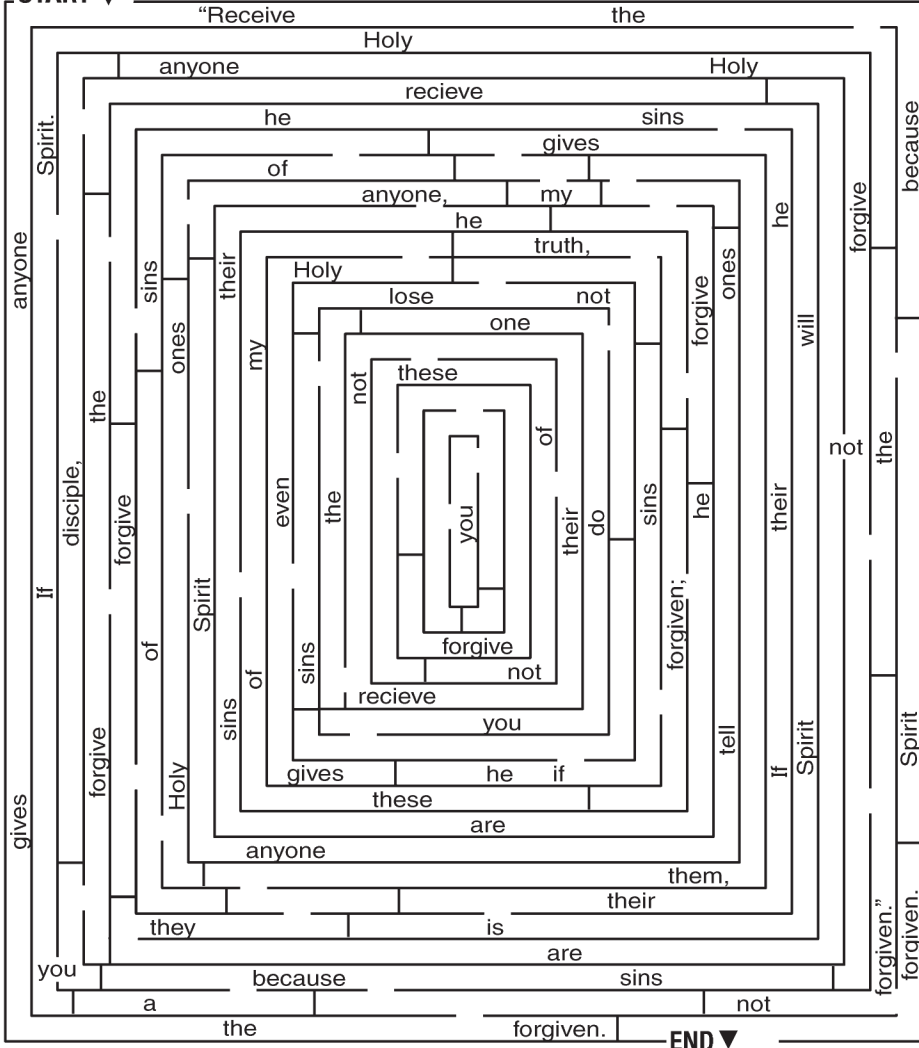 START ▼
“Receive the
Holy
anyone Holy
recieve
he sins
gives
of
anyone, my
he
truth,
Holy
lose not
one
these
Spirit.
because
anyone
forgive
he
sins
their
ones
forgive
ones
my
will
not
the
of
not
the
disciple,
forgive
even
the
you
their
do
sins
he
their
If
Spirit
of
sins
forgiven;
forgive
not
sins
of
recieve
you
forgive
Holy
tell
If
Spirit
Spirit
gives
gives he if
these
are
anyone
them,
their
they is
are
forgiven.”
forgiven.
you
because sins
a not
the forgiven.
END ▼